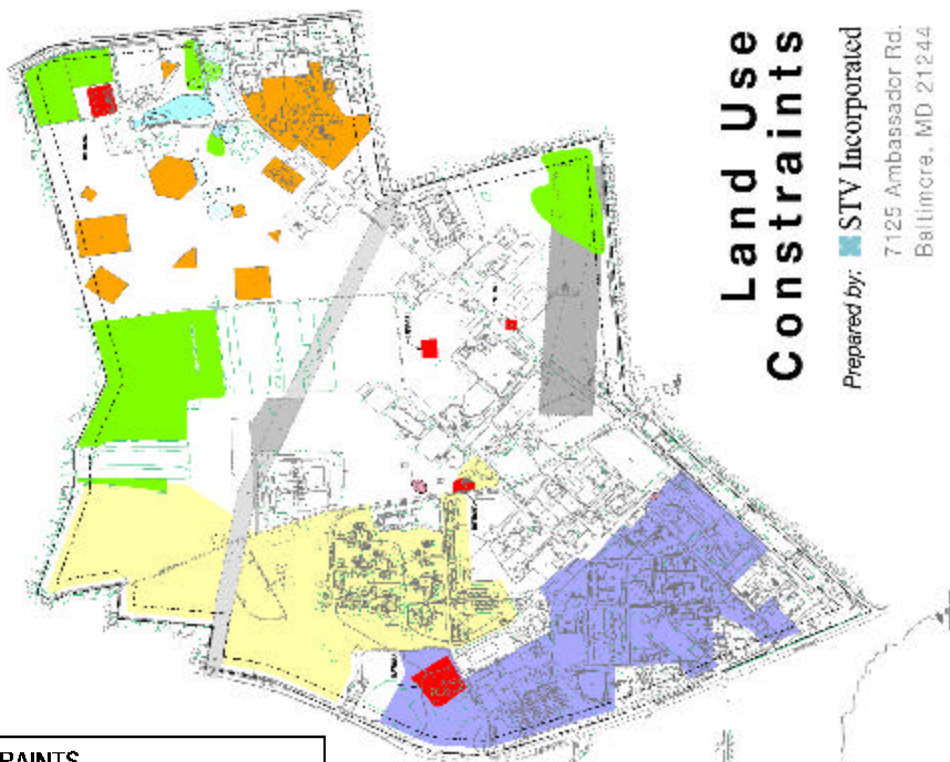 Land Use
Constraints
Prepared by: STV Incorporated
7125 Ambassador Rd.
Baltimore, MD 21244
RAINTS